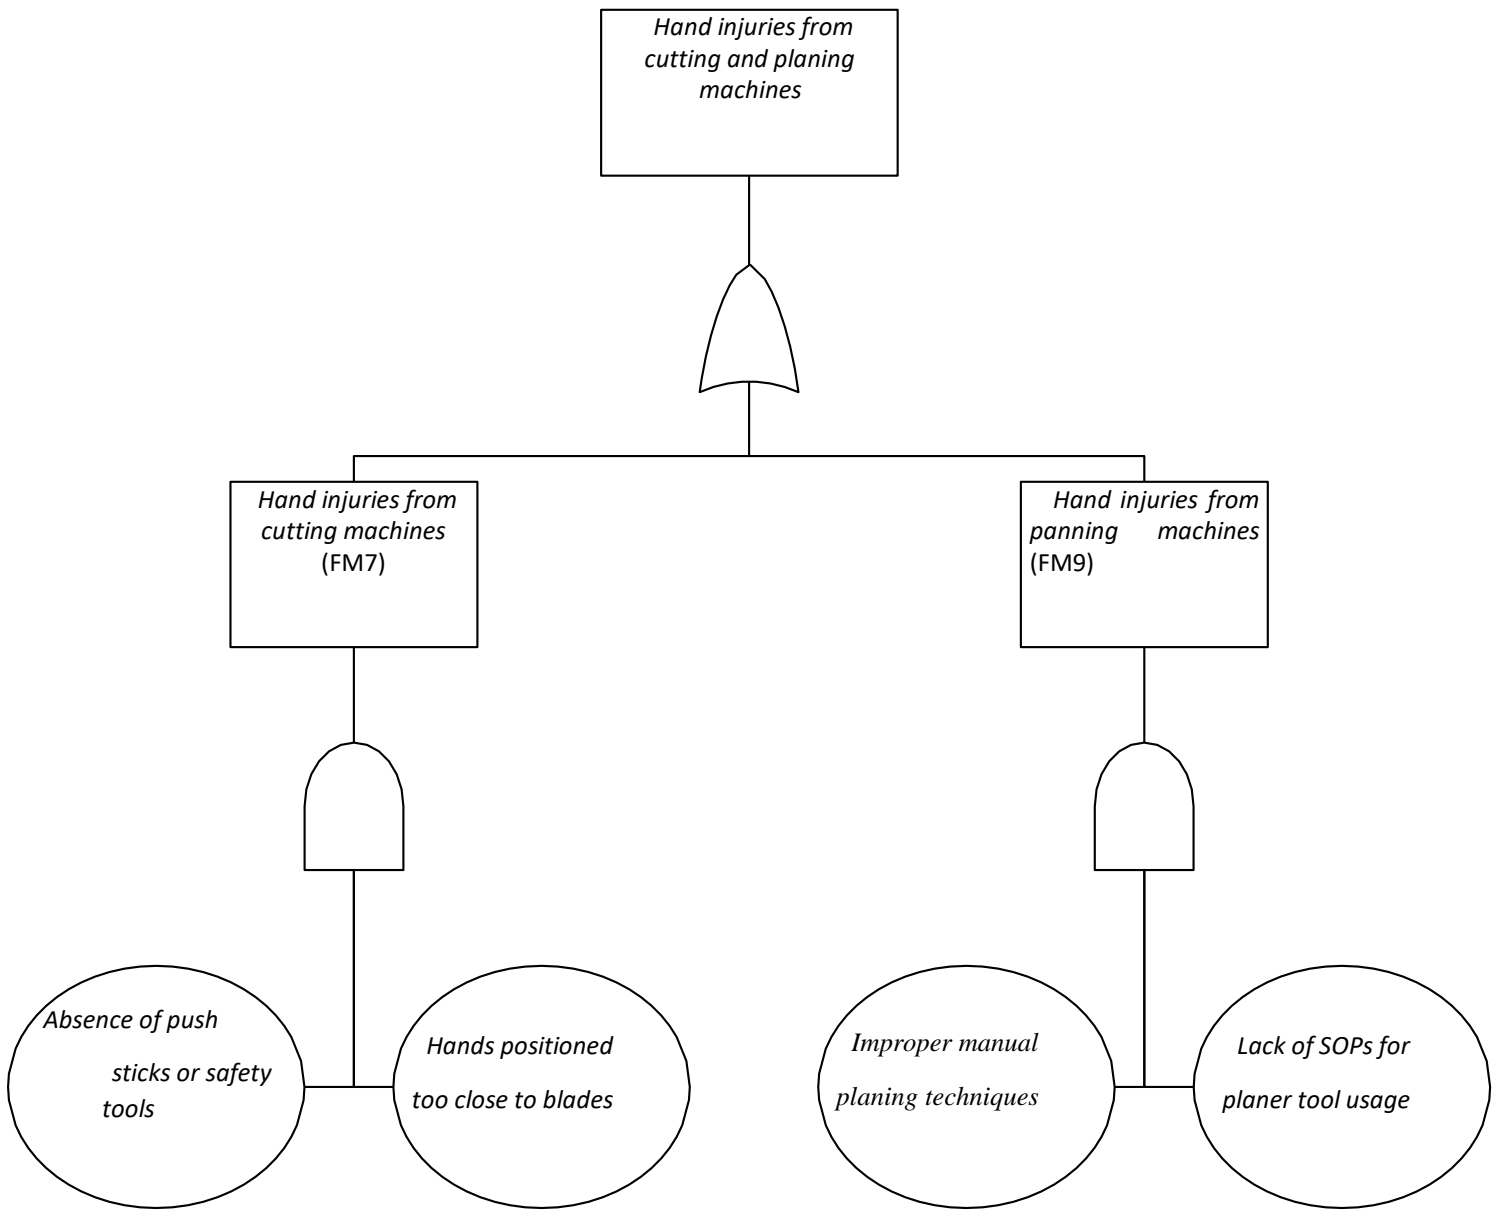 Hand injuries from
cutting and planing
machines
Hand injuries from
cutting machines
(FM7)
Hand injuries from
panning machines
(FM9)
Absence of push
sticks or safety
tools
Hands positioned
too close to blades
Improper manual
planing techniques
Lack of SOPs for
planer tool usage